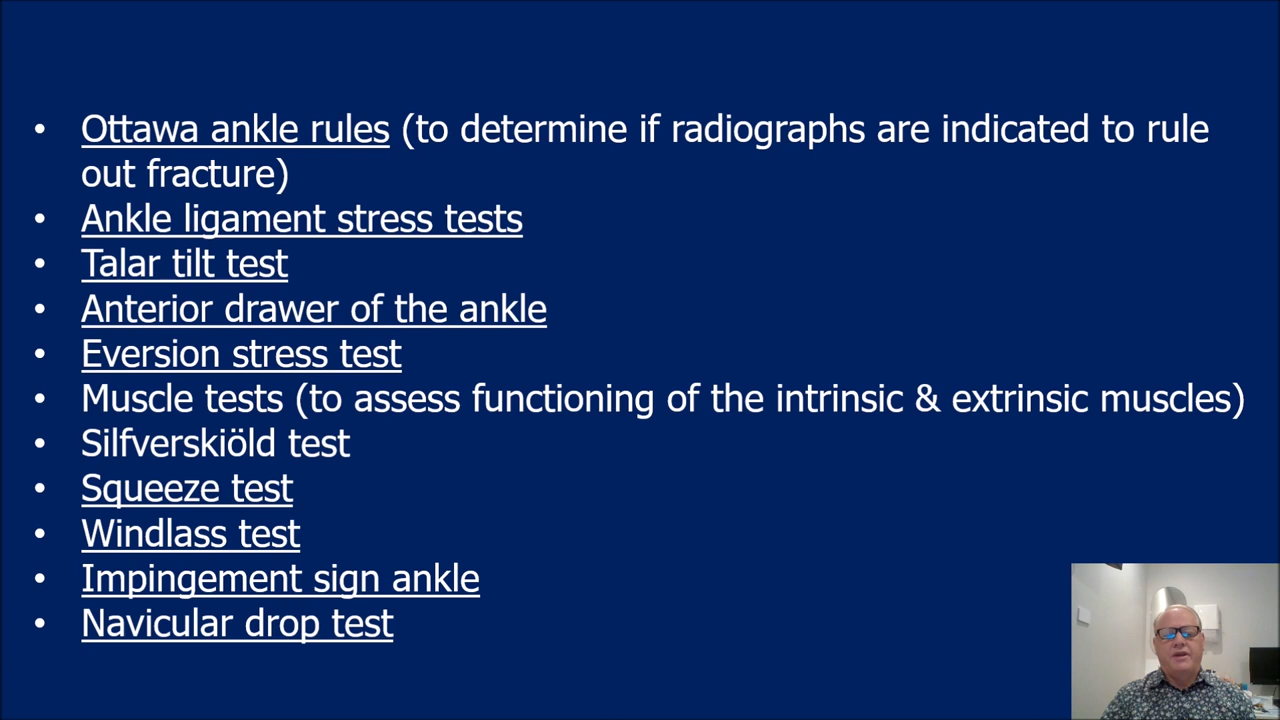 • Ottawa ankle rules (to determine if radiographs are indicated to rule
out fracture)
• Ankle ligament stress tests
• Talar tilt test
• Anterior drawer of the ankle
• Eversion stress test
• Muscle tests (to assess functioning of the intrinsic & extrinsic muscles)
• Silfverskiöld test
• Squeeze test
• Windlass test
• Impingement sign ankle
• Navicular drop test